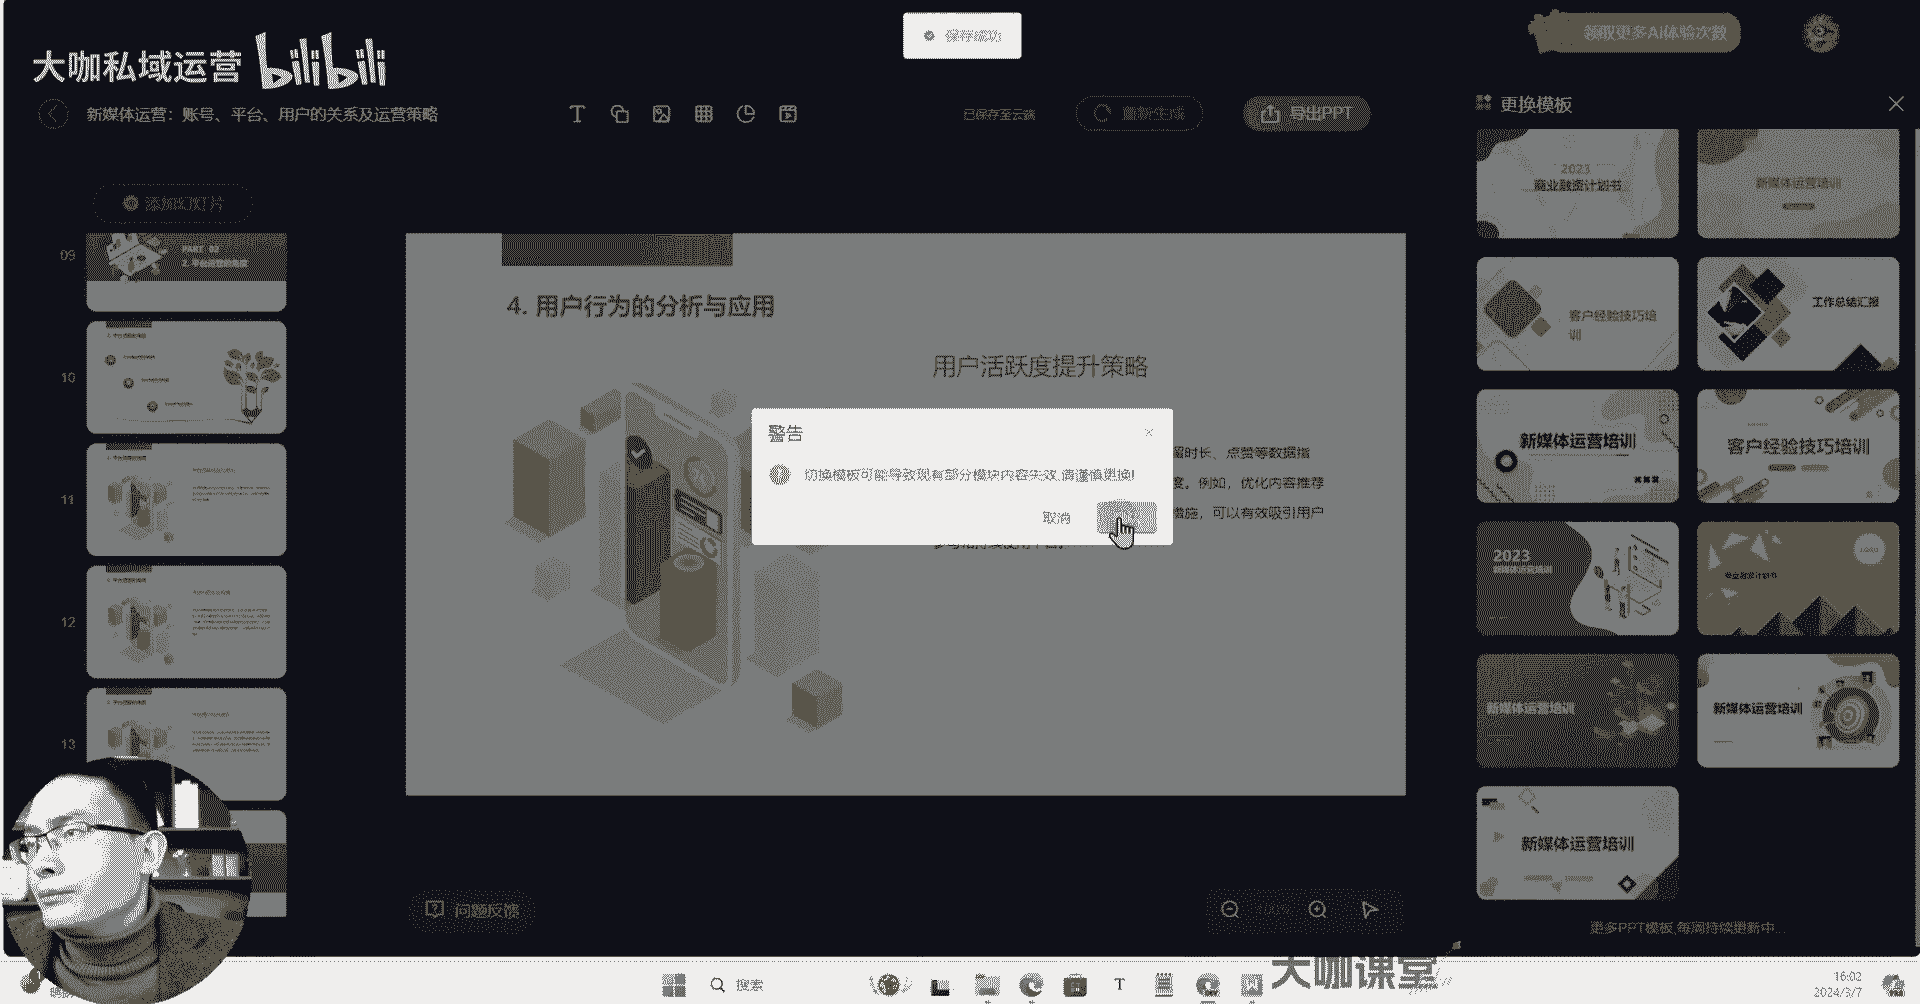 保存成功
领取更多AI体验次数
大咖私域运营 bilibili
新媒体运营：账号、平台、用户的关系及运营策略
T
已保存至云端
重新生成
导出PPT
更换模板
添加幻灯片
09
PART 02
10
11
12
13
4. 用户行为的分析与应用
用户活跃度提升策略
留时长、点赞等数据指
度。例如，优化内容推荐
措施，可以有效吸引用户
警告
切换模板可能导致现有部分模块内容失效,请谨慎更换!
取消
2023
商业融资计划书
新媒体运营培训
客户经验技巧培
训
工作总结汇报
新媒体运营培训
客户经验技巧培训
2023
新媒体运营培训
商业融资计划书
新媒体运营培训
新媒体运营培训
新媒体运营培训
更多PPT模板,每周持续更新中...
问题反馈
大咖课堂
搜索
16:02
2024/3/7